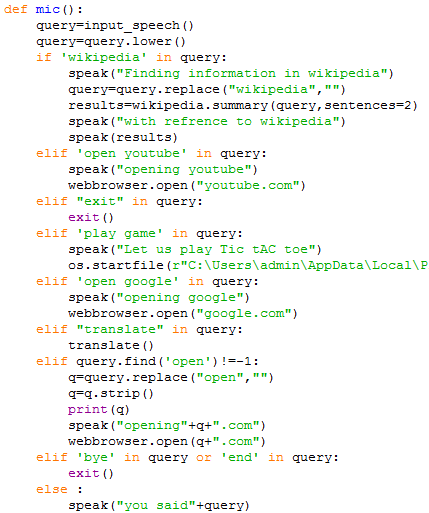 def mic():
    query=input_speech()
    query=query.lower()
    if 'wikipedia' in query:
        speak("Finding information in wikipedia")
        query=query.replace("wikipedia","")
        results=wikipedia.summary(query,sentences=2)
        speak("with refrence to wikipedia")
        speak(results)
    elif 'open youtube' in query:
        speak("opening youtube")
        webbrowser.open("youtube.com")
    elif "exit" in query:
        exit()
    elif 'play game' in query:
        speak("Let us play Tic tAC toe")
        os.startfile(r"C:\Users\admin\AppData\Local\P
    elif 'open google' in query:
        speak("opening google")
        webbrowser.open("google.com")
    elif "translate" in query:
        translate()
    elif query.find('open')!=-1:
        q=query.replace("open","")
        q=q.strip()
        print(q)
        speak("opening"+q+".com")
        webbrowser.open(q+".com")
    elif 'bye' in query or 'end' in query:
        exit()
    else :
        speak("you said"+query)